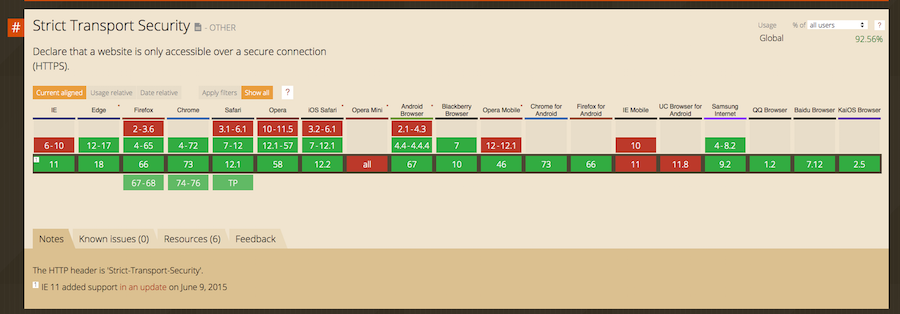 #
Strict Transport Security - OTHER
Usage % of all users ?
Global 92.56%
Declare that a website is only accessible over a secure connection
(HTTPS).
Current aligned Usage relative Date relative Apply filters Show all ?
IE Edge * Firefox Chrome Safari Opera iOS Safari * Opera Mini * Android Browser * Blackberry Browser Opera Mobile * Chrome for Android Firefox for Android IE Mobile UC Browser for Android Samsung Internet QQ Browser Baidu Browser KaiOS Browser
2-3.6 3.1-6.1 10-11.5 3.2-6.1 2.1-4.3
6-10 12-17 4-65 4-72 7-12 12.1-57 7-12.1 4.4-4.4.4 7 12-12.1 10 4-8.2
1 11 18 66 73 12.1 58 12.2 all 67 10 46 73 66 11 11.8 9.2 1.2 7.12 2.5
67-68 74-76 TP
Notes Known issues (0) Resources (6) Feedback
The HTTP header is 'Strict-Transport-Security'.
1 IE 11 added support in an update on June 9, 2015